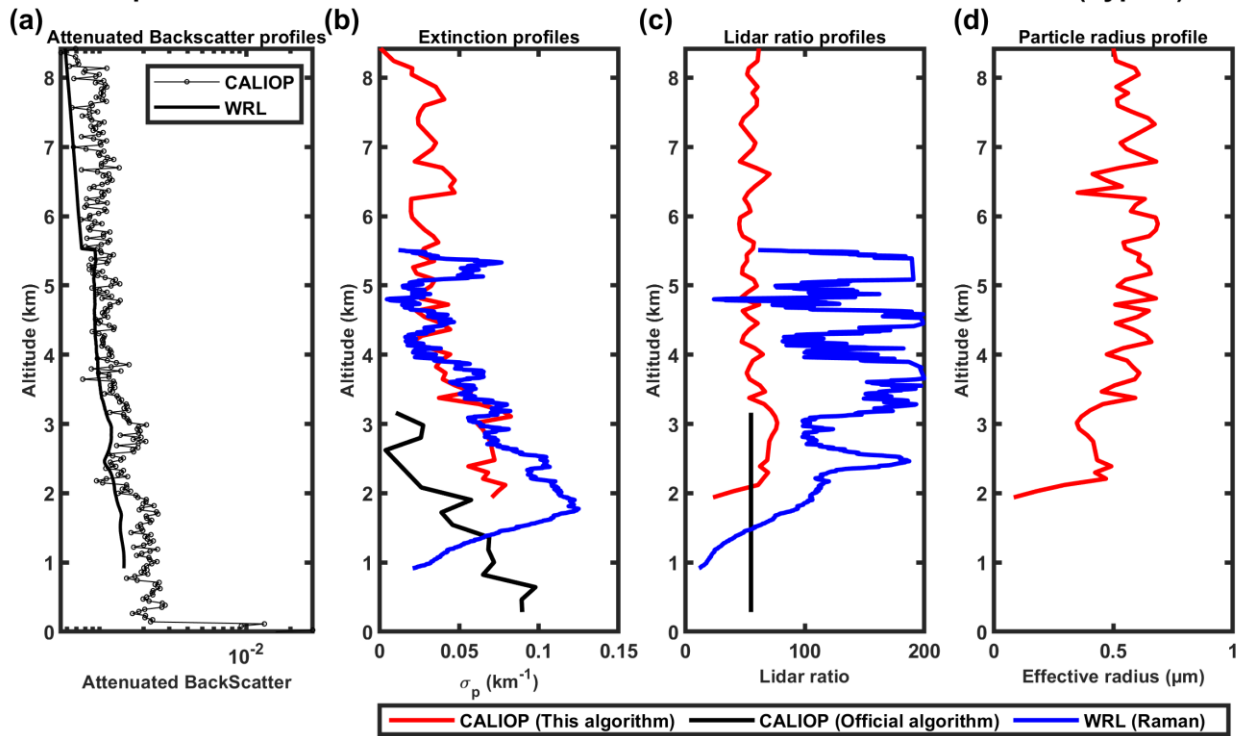 (a) (b) (c) (d)
Attenuated Backscatter profiles
Extinction profiles
Lidar ratio profiles
Particle radius profile
CALIOP
WRL
Altitude (km)
8
7
6
5
4
3
2
1
0
10-2
Attenuated BackScatter
Altitude (km)
8
7
6
5
4
3
2
1
0
0 0.05 0.1 0.15
σp (km-1)
Altitude (km)
8
7
6
5
4
3
2
1
0
0 100 200
Lidar ratio
Altitude (km)
8
7
6
5
4
3
2
1
0
0 0.5 1
Effective radius (µm)
CALIOP (This algorithm) CALIOP (Official algorithm) WRL (Raman)